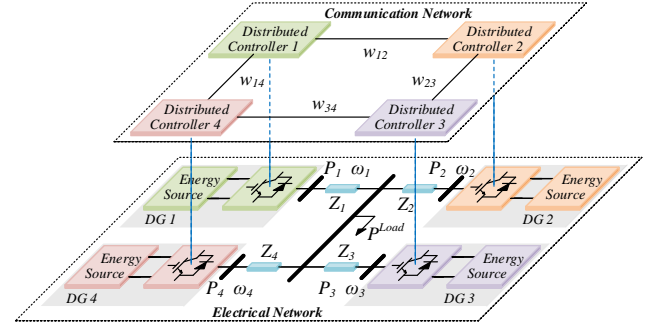 Communication Network
Distributed
Controller 1
Distributed
Controller 2
w12
w14
w23
w34
Distributed
Controller 4
Distributed
Controller 3
Energy
Source
DG 1
P1 ω1
Z1
P2 ω2
Z2
Energy
Source
DG 2
PLoad
Energy
Source
DG 4
P4 ω4
Z4
Z3
P3 ω3
Energy
Source
DG 3
Electrical Network